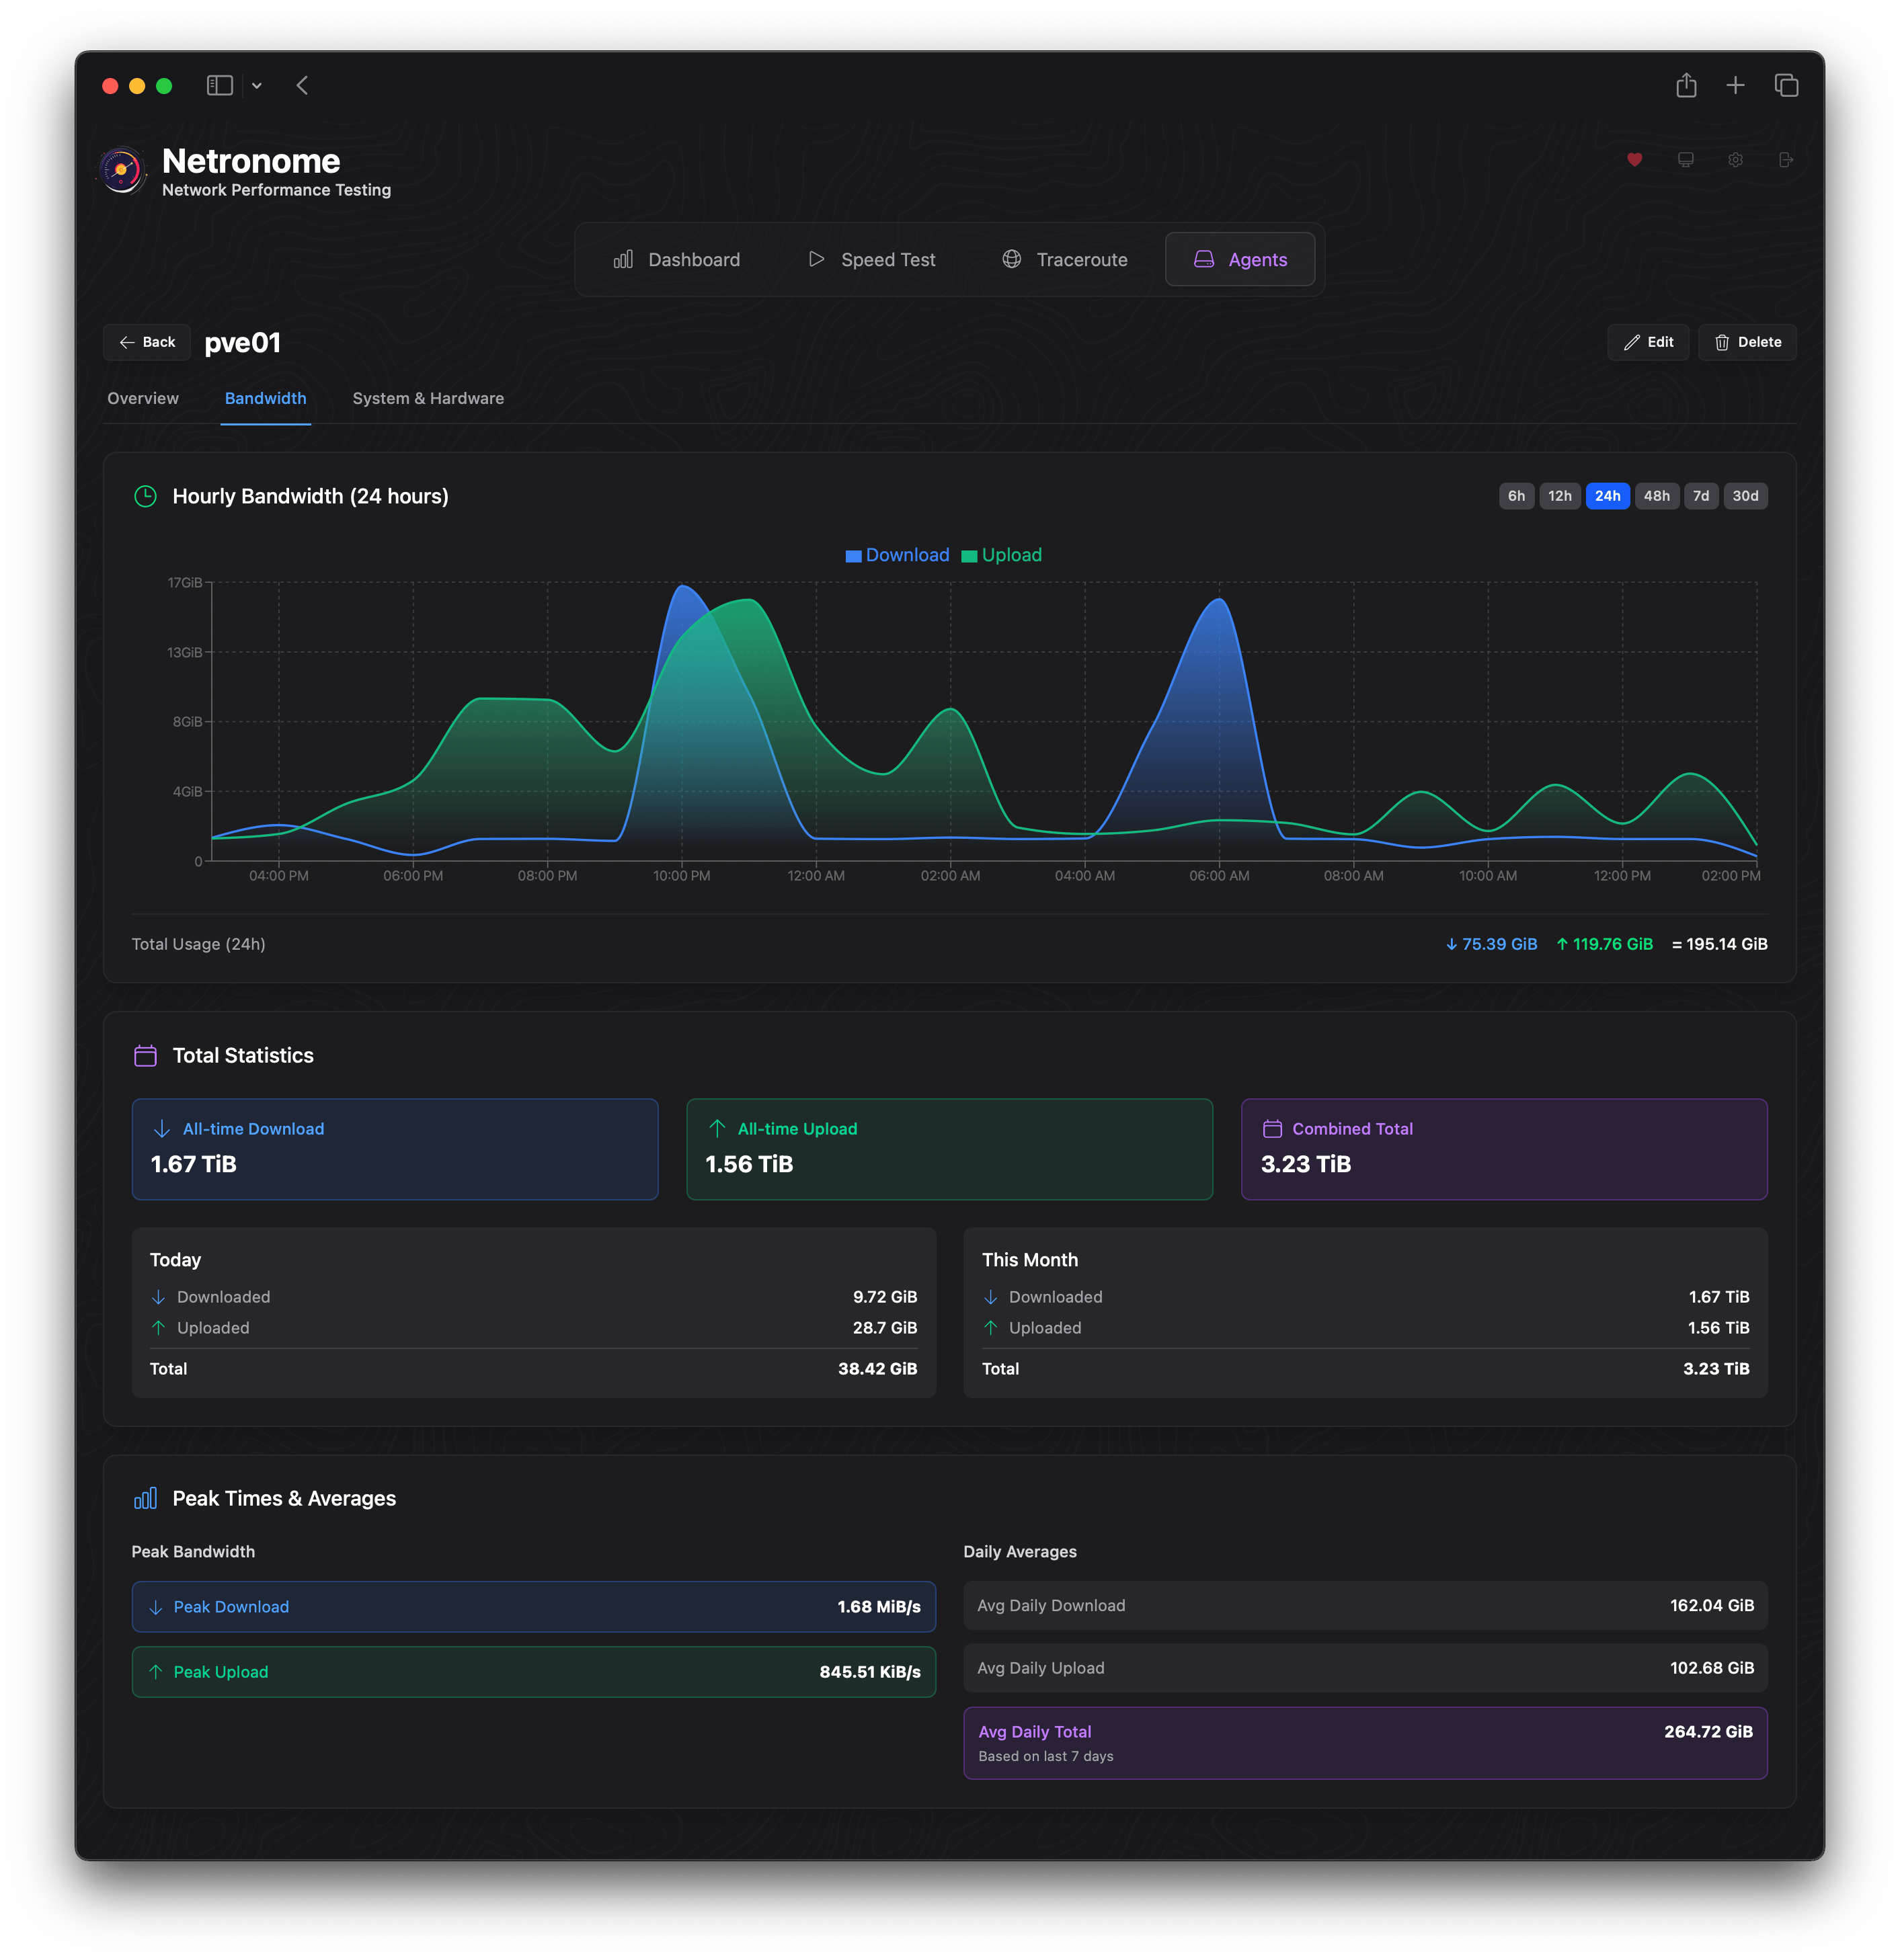 Netronome
Network Performance Testing
Dashboard Speed Test Traceroute Agents
Back pve01 Edit Delete
Overview Bandwidth System & Hardware
Hourly Bandwidth (24 hours) 6h 12h 24h 48h 7d 30d
Download Upload
17GiB
13GiB
8GiB
4GiB
0
04:00 PM 06:00 PM 08:00 PM 10:00 PM 12:00 AM 02:00 AM 04:00 AM 06:00 AM 08:00 AM 10:00 AM 12:00 PM 02:00 PM
Total Usage (24h) ↓ 75.39 GiB ↑ 119.76 GiB = 195.14 GiB
Total Statistics
All-time Download
1.67 TiB
All-time Upload
1.56 TiB
Combined Total
3.23 TiB
Today
Downloaded 9.72 GiB
Uploaded 28.7 GiB
Total 38.42 GiB
This Month
Downloaded 1.67 TiB
Uploaded 1.56 TiB
Total 3.23 TiB
Peak Times & Averages
Peak Bandwidth
Peak Download 1.68 MiB/s
Peak Upload 845.51 KiB/s
Daily Averages
Avg Daily Download 162.04 GiB
Avg Daily Upload 102.68 GiB
Avg Daily Total 264.72 GiB
Based on last 7 days